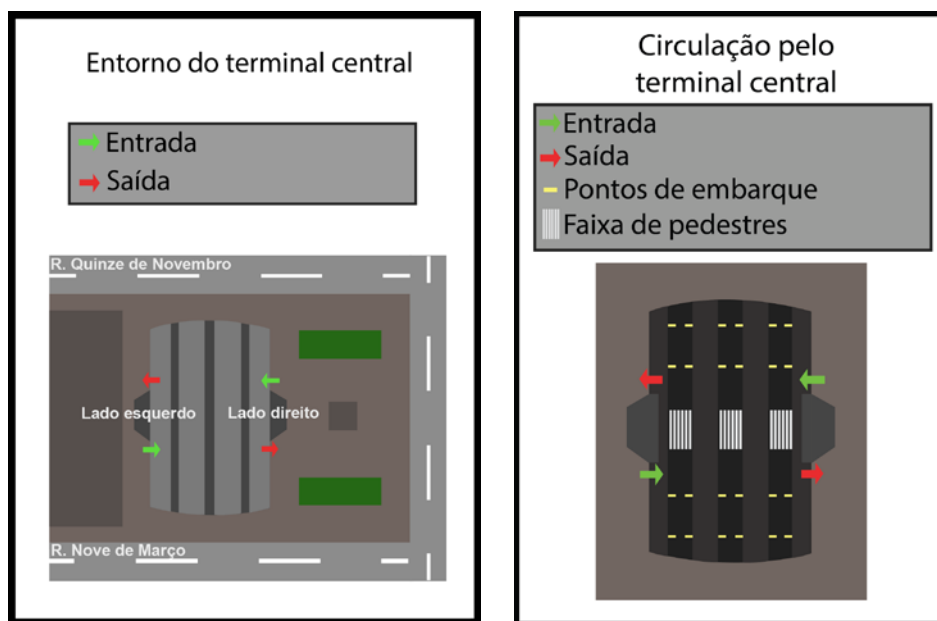 Entorno do terminal central
Entrada
Saída
R. Quinze de Novembro
Lado esquerdo
Lado direito
R. Nove de Março
Circulação pelo
terminal central
Entrada
Saída
Pontos de embarque
Faixa de pedestres